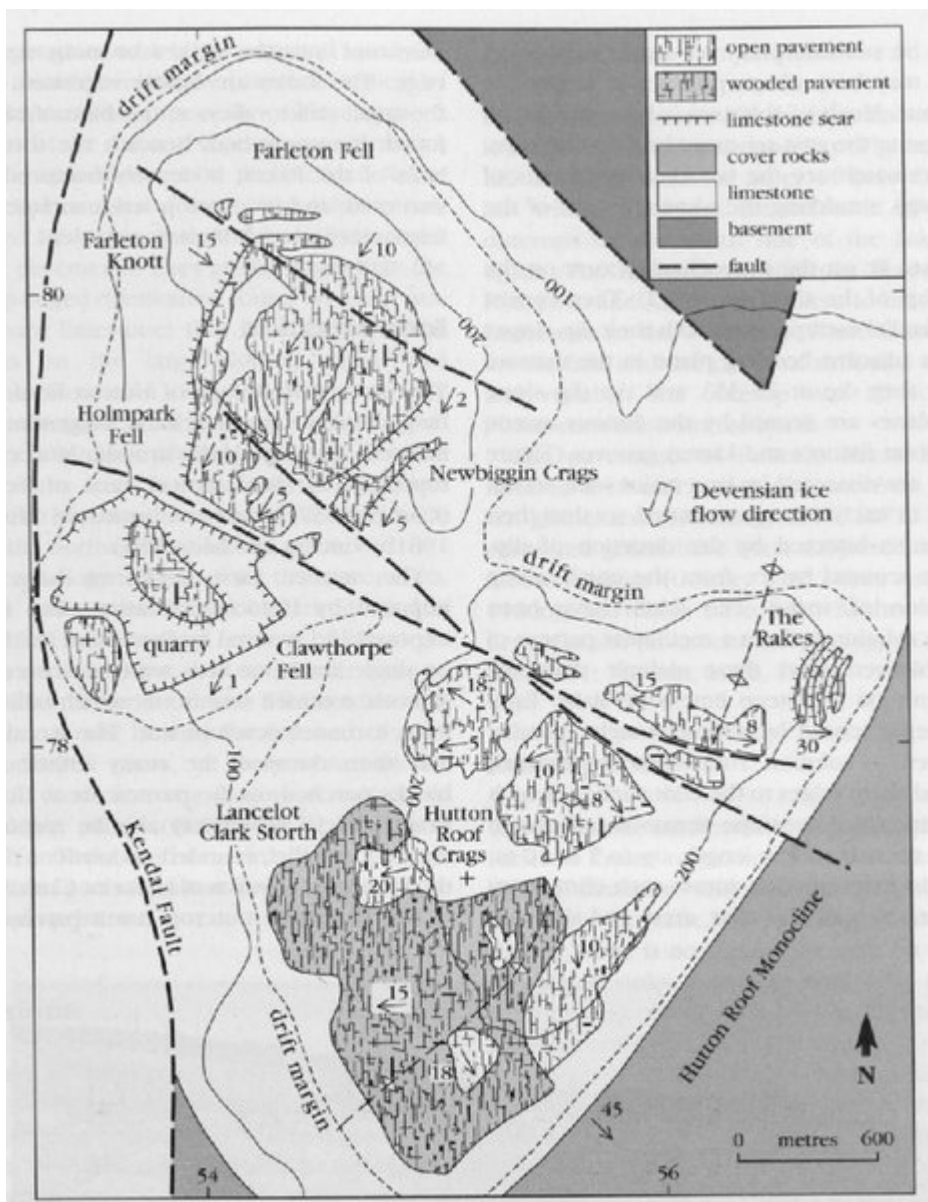 open pavement
wooded pavement
limestone scar
cover rocks
limestone
basement
fault
drift margin
Farleton Fell
15
Farleton
Knott
10
100
80
200
10
2
Holmpark
Fell
10
5
Newbiggin Crags
5
Devensian ice
flow direction
drift margin
The
Rakes
quarry
Clawthorpe
Fell
1
18
15
8
30
78
100
10
18
200
Lancelot
Clark Storth
Hutton
Roof
Crags
200
20
10
Kendal Fault
15
Hutton Roof Monocline
drift margin
18
45
N
0 metres 600
54
56